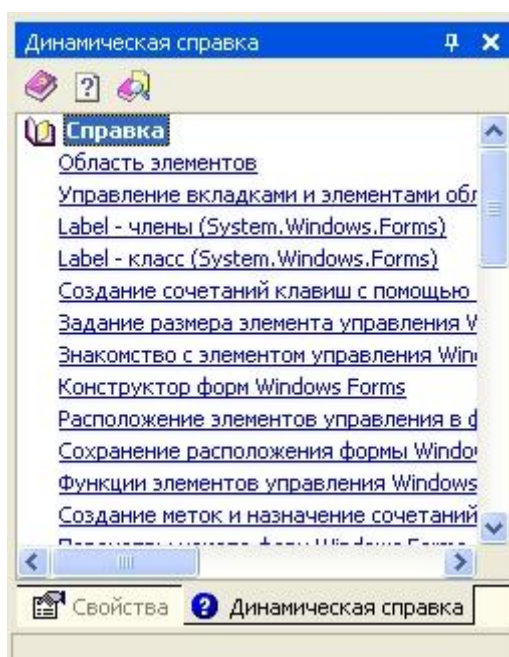 Динамическая справка
Справка
Область элементов
Управление вкладками и элементами обл
Label - члены (System.Windows.Forms)
Label - класс (System.Windows.Forms)
Создание сочетаний клавиш с помощью
Задание размера элемента управления
Знакомство с элементом управления Win
Конструктор форм Windows Forms
Расположение элементов управления в ф
Сохранение расположения формы Windo
Функции элементов управления Windows
Создание меток и назначение сочетаний
Свойства
Динамическая справка